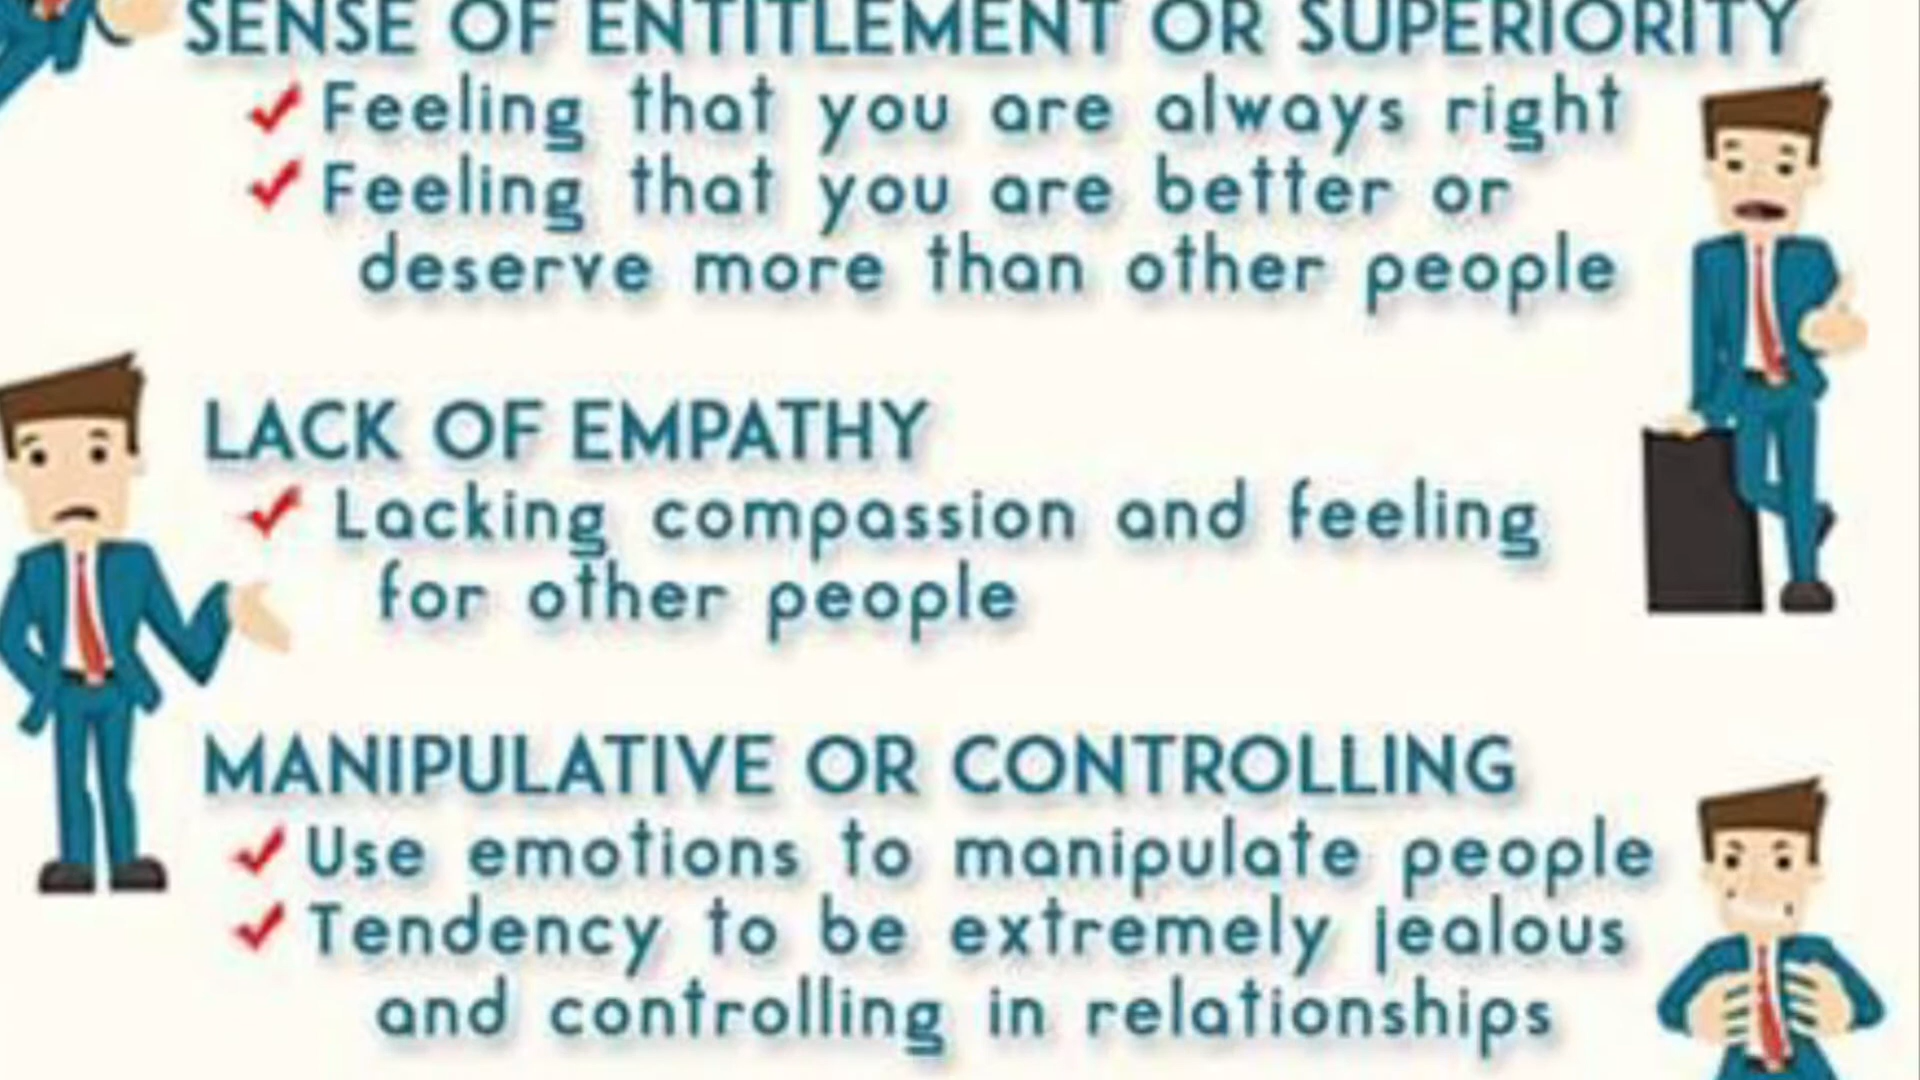 SENSE OF ENTITLEMENT OR SUPERIORITY
Feeling that you are always right
Feeling that you are better or
deserve more than other people
LACK OF EMPATHY
Lacking compassion and feeling
for other people
MANIPULATIVE OR CONTROLLING
Use emotions to manipulate people
Tendency to be extremely jealous
and controlling in relationships